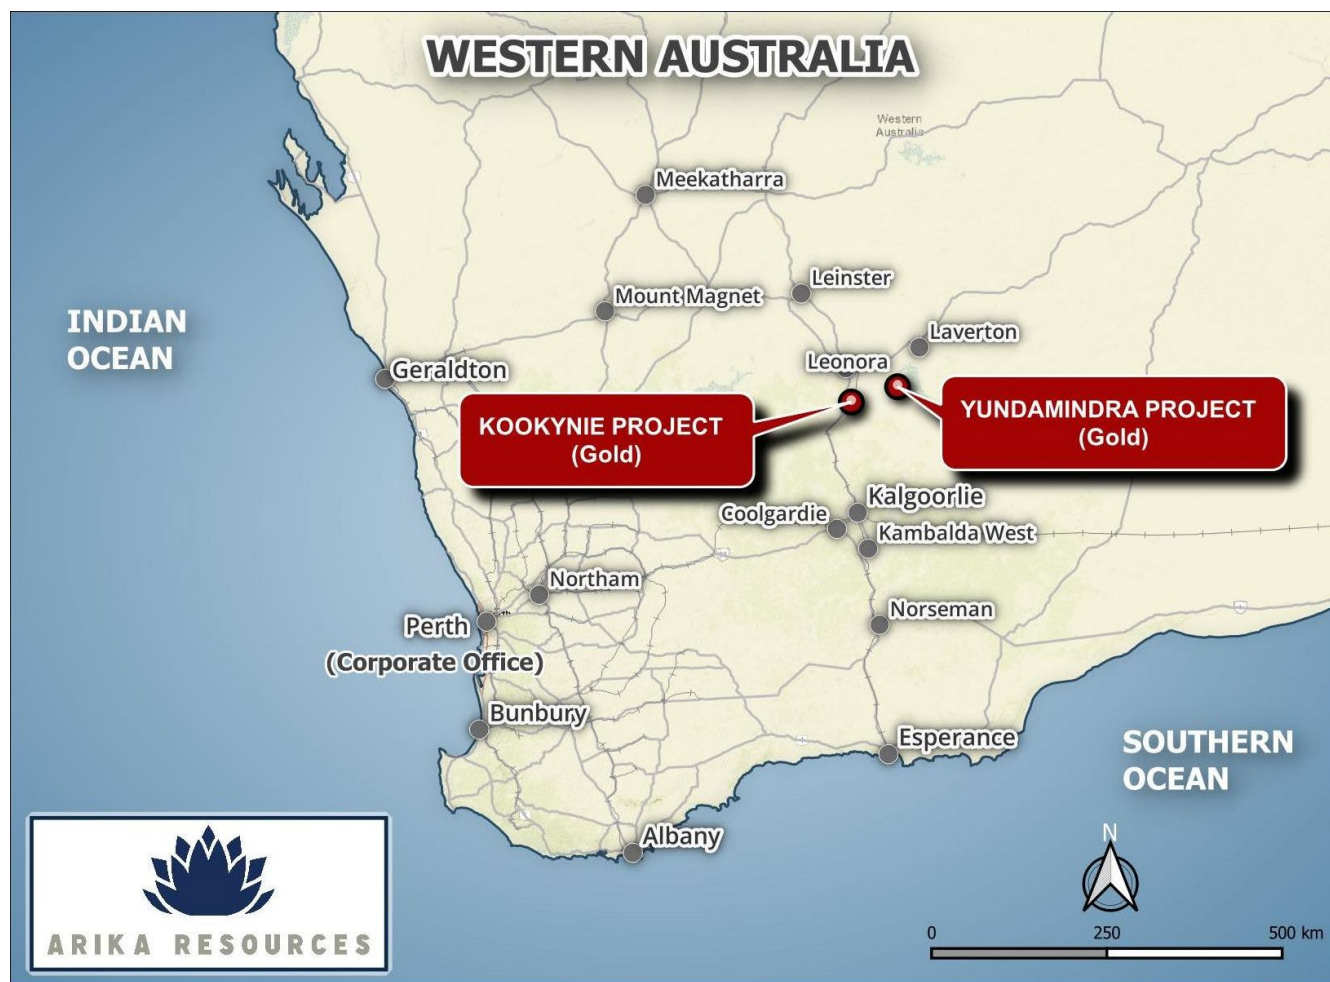 WESTERN AUSTRALIA
Western
Australia
Meekatharra
Leinster
Mount Magnet
INDIAN
OCEAN
Laverton
Leonora
Geraldton
KOOKYNIE PROJECT
(Gold)
YUNDAMINDRA PROJECT
(Gold)
Kalgoorlie
Coolgardie
Kambalda West
Northam
Norseman
Perth
(Corporate Office)
Bunbury
Esperance
SOUTHERN
OCEAN
Albany
N
0 250 500 km
ARIKA RESOURCES